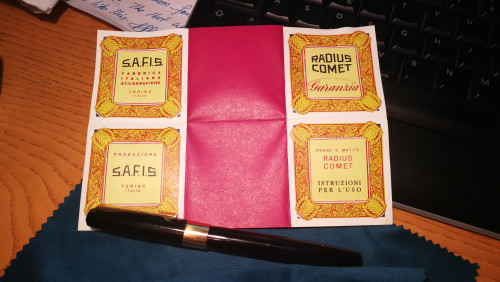 S.A.F.I.S
FABBRICA
ITALIANA
STILOGRAFICHE
TORINO
ITALIA
RADIUS
COMET
Garanzia
PRODUZIONE
S.A.F.I.S
TORINO
ITALIA
PENNE E MATITE
RADIUS
COMET
ISTRUZIONI
PER L'USO